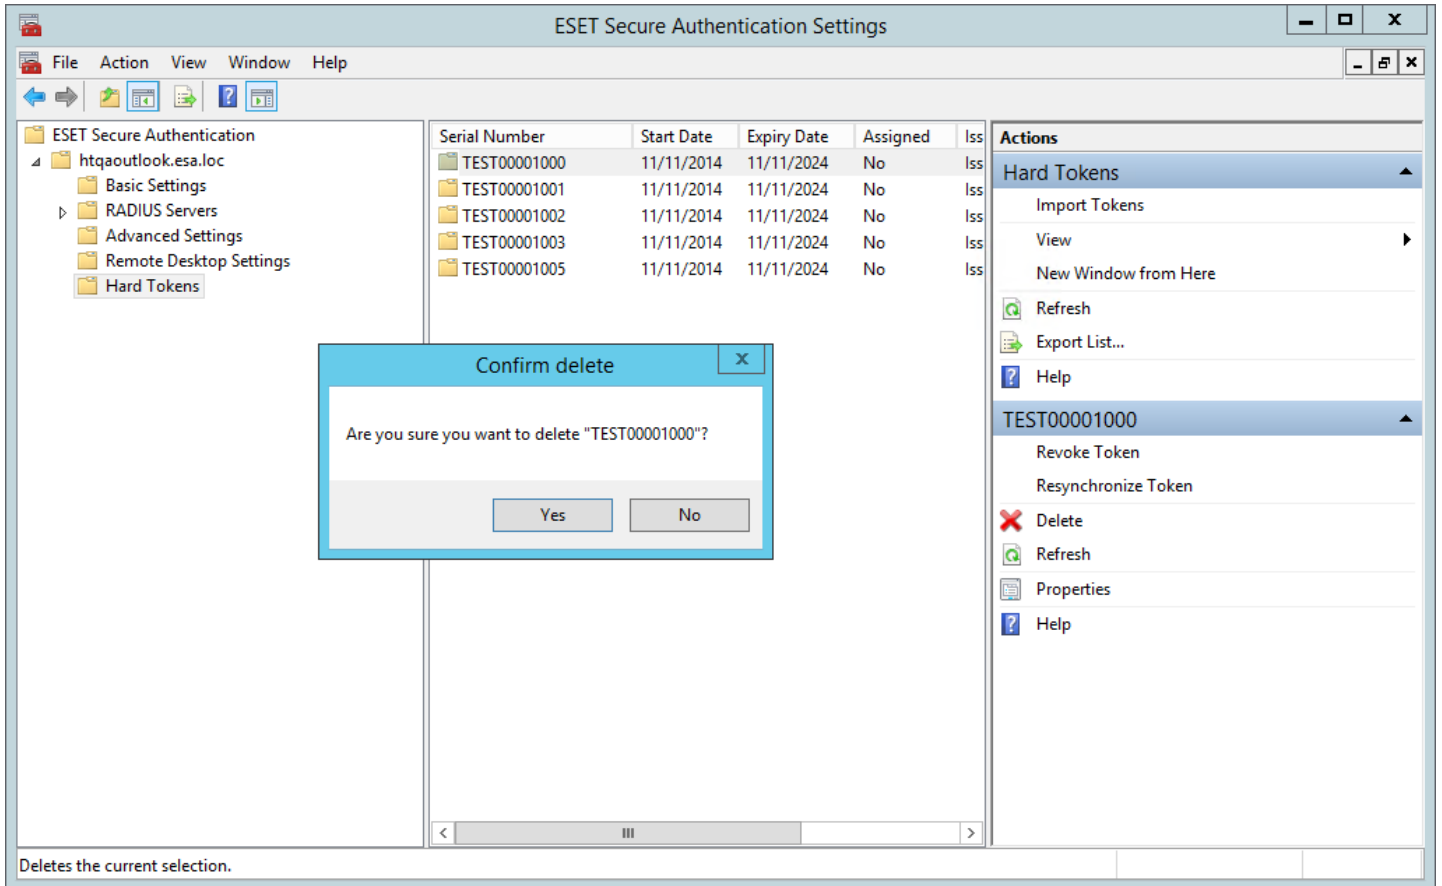 ESET Secure Authentication Settings
File Action View Window Help
ESET Secure Authentication
htqaoutlook.esa.loc
Basic Settings
RADIUS Servers
Advanced Settings
Remote Desktop Settings
Hard Tokens
Serial Number Start Date Expiry Date Assigned Iss
TEST00001000 11/11/2014 11/11/2024 No Iss
TEST00001001 11/11/2014 11/11/2024 No Iss
TEST00001002 11/11/2014 11/11/2024 No Iss
TEST00001003 11/11/2014 11/11/2024 No Iss
TEST00001005 11/11/2014 11/11/2024 No Iss
Confirm delete
Are you sure you want to delete "TEST00001000"?
Yes No
Actions
Hard Tokens
Import Tokens
View
New Window from Here
Refresh
Export List...
Help
TEST00001000
Revoke Token
Resynchronize Token
Delete
Refresh
Properties
Help
Deletes the current selection.